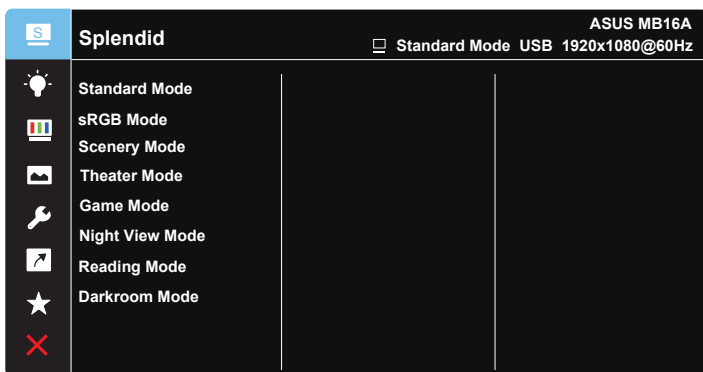 S
Splendid
ASUS MB16A
Standard Mode USB 1920x1080@60Hz
Standard Mode
sRGB Mode
Scenery Mode
Theater Mode
Game Mode
Night View Mode
Reading Mode
Darkroom Mode